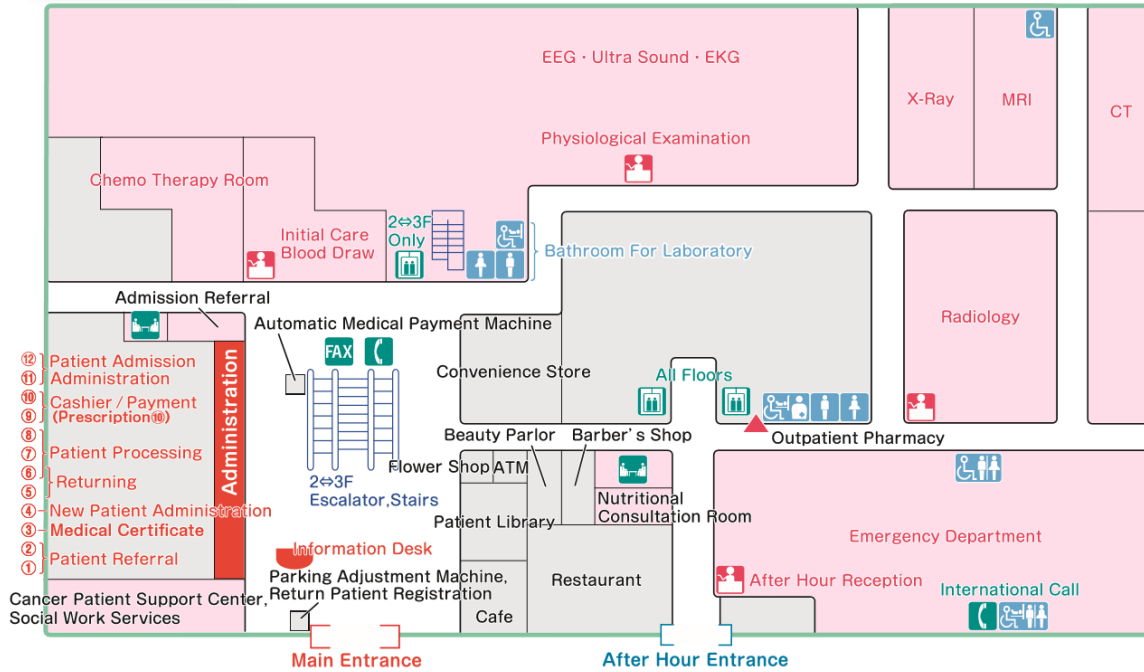 EEG・Ultra Sound・EKG
X-Ray
MRI
CT
Physiological Examination
Chemo Therapy Room
Initial Care
Blood Draw
2⇔3F
Only
Bathroom For Laboratory
Admission Referral
Automatic Medical Payment Machine
FAX
Radiology
⑫ Patient Admission
⑪ Administration
⑩ Cashier / Payment
⑨ (Prescription⑩)
⑧
⑦ Patient Processing
⑥
⑤ Returning
④ New Patient Administration
③ Medical Certificate
②
① Patient Referral
Administration
Convenience Store
All Floors
Outpatient Pharmacy
Beauty Parlor
Barber's Shop
Flower Shop
ATM
2⇔3F
Escalator,Stairs
Patient Library
Nutritional
Consultation Room
Emergency Department
Information Desk
Parking Adjustment Machine,
Return Patient Registration
Restaurant
After Hour Reception
International Call
Cancer Patient Support Center,
Social Work Services
Cafe
Main Entrance
After Hour Entrance